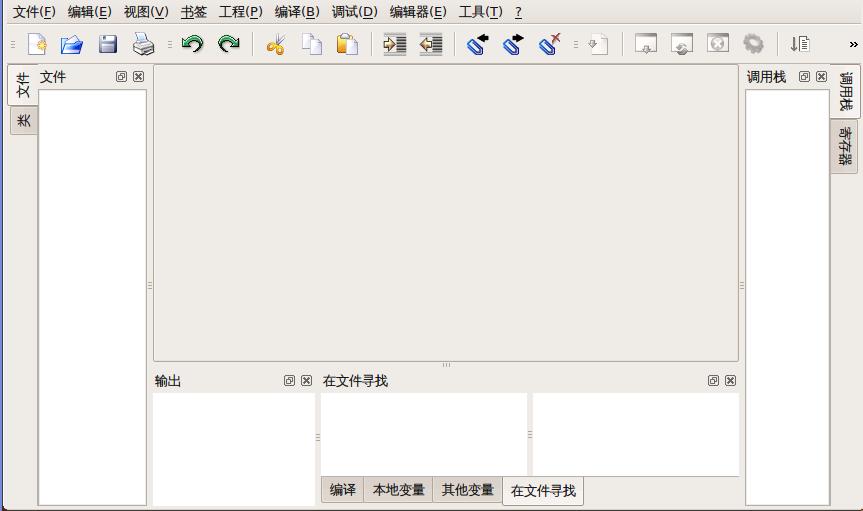 文件(F) 编辑(E) 视图(V) 书签 工程(P) 编译(B) 调试(D) 编辑器(E) 工具(T) ?
文件
类
文件
调用栈
调用栈
寄存器
输出
在文件寻找
编译 本地变量 其他变量 在文件寻找